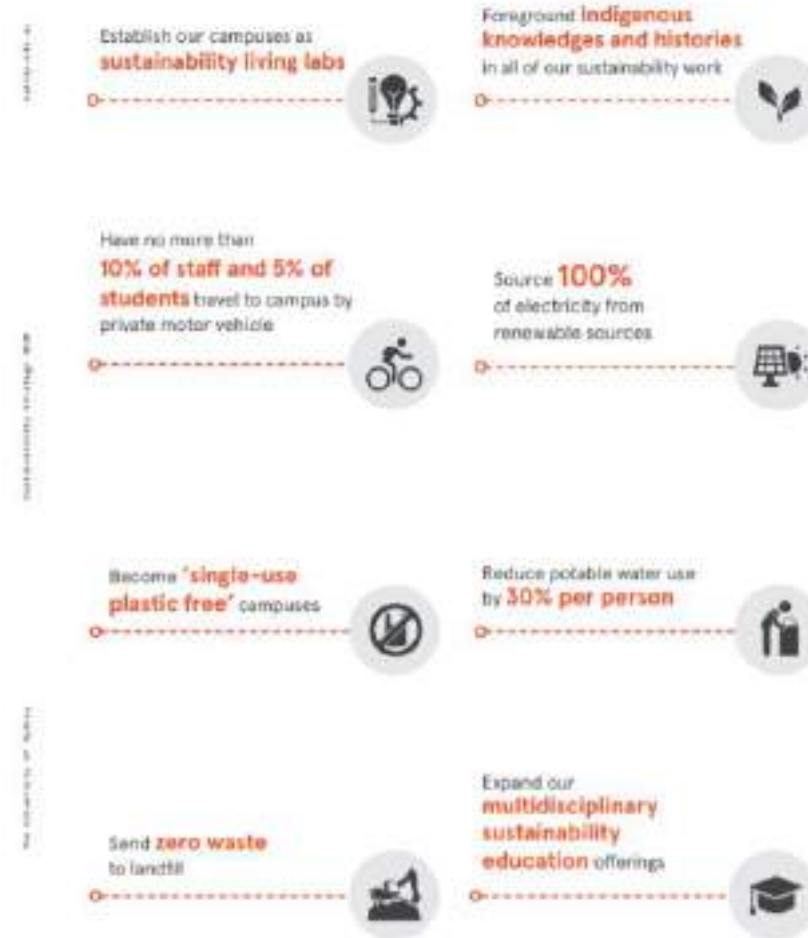 Establish our campuses as
sustainability living labs
Foreground Indigenous
knowledges and histories
in all of our sustainability work
Have no more than
10% of staff and 5% of
students travel to campus by
private motor vehicle
Source 100%
of electricity from
renewable sources
Become ‘single-use
plastic free’ campuses
Reduce potable water use
by 30% per person
Send zero waste
to landfill
Expand our
multidisciplinary
sustainability
education offerings